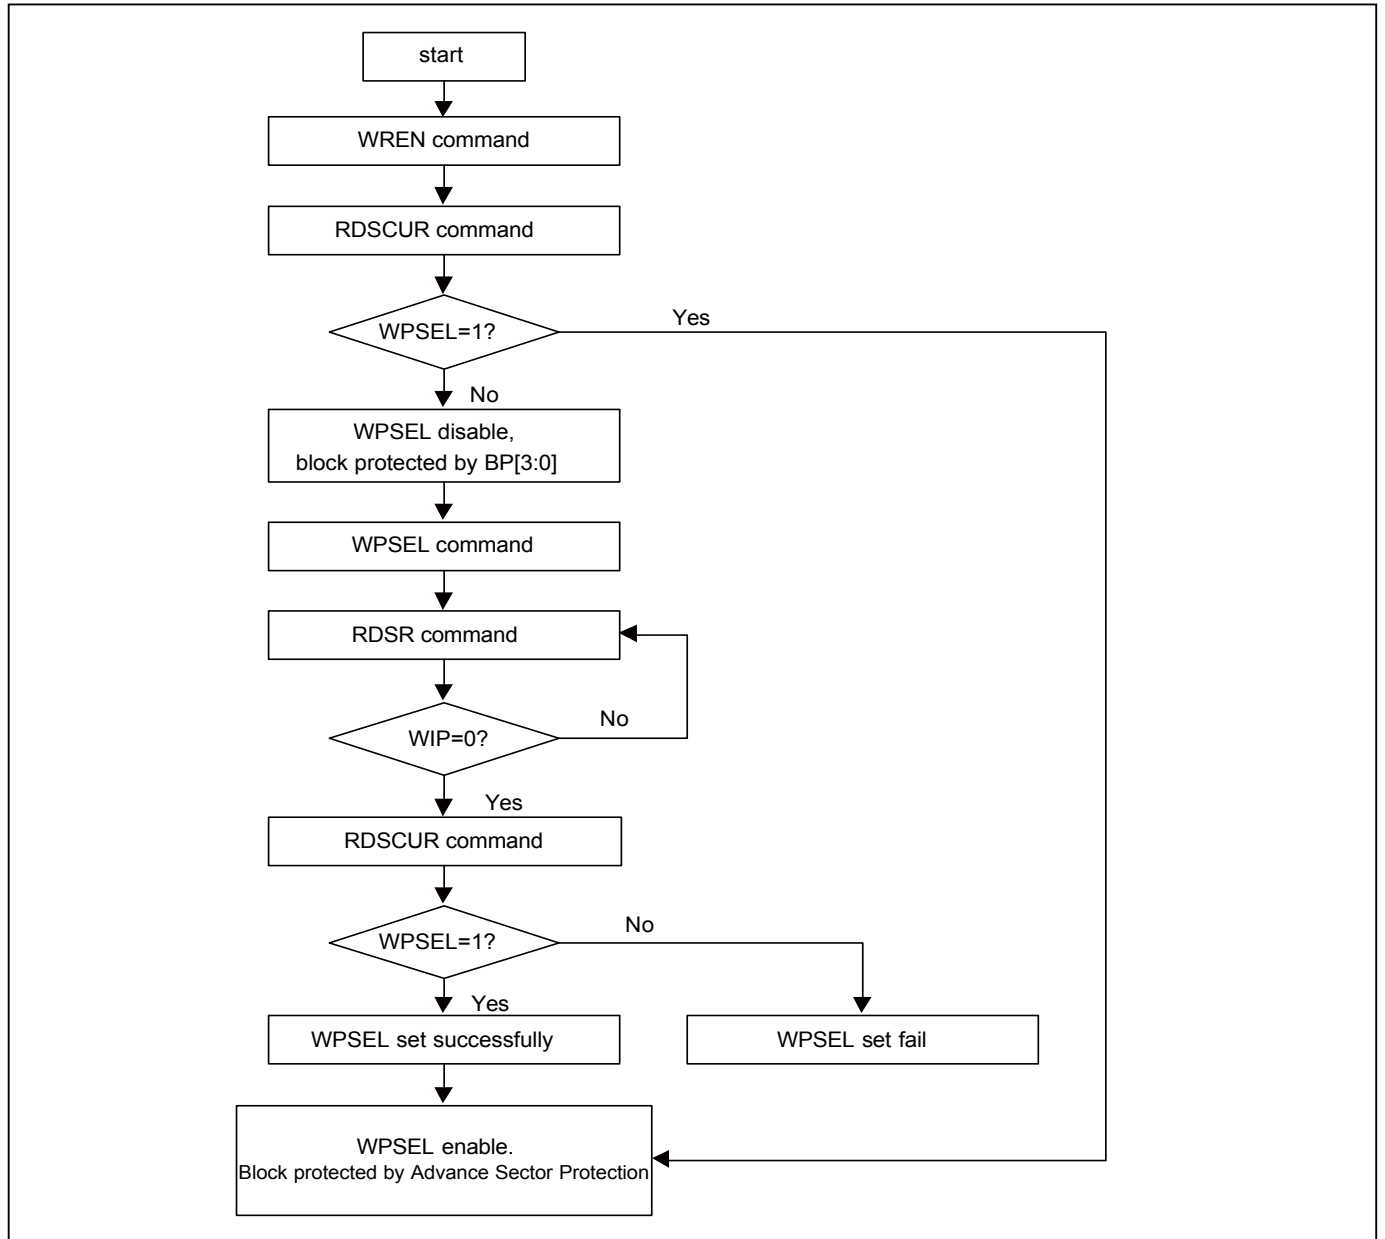 start
WREN command
RDSCUR command
WPSEL=1?
Yes
No
WPSEL disable,
block protected by BP[3:0]
WPSEL command
RDSR command
WIP=0?
No
Yes
RDSCUR command
WPSEL=1?
No
Yes
WPSEL set successfully
WPSEL set fail
WPSEL enable.
Block protected by Advance Sector Protection